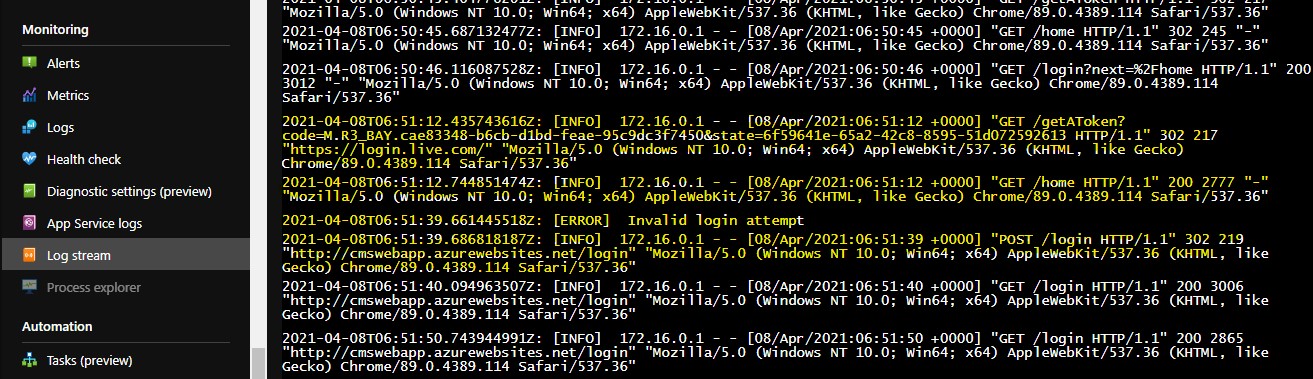 Monitoring
Alerts
Metrics
Logs
Health check
Diagnostic settings (preview)
App Service logs
Log stream
Process explorer
Automation
Tasks (preview)
"Mozilla/5.0 (Windows NT 10.0; Win64; x64) AppleWebKit/537.36 (KHTML, like Gecko) Chrome/89.0.4389.114 Safari/537.36"
2021-04-08T06:50:45.687132477Z: [INFO]  172.16.0.1 - - [08/Apr/2021:06:50:45 +0000] "GET /home HTTP/1.1" 302 245 "-"
"Mozilla/5.0 (Windows NT 10.0; Win64; x64) AppleWebKit/537.36 (KHTML, like Gecko) Chrome/89.0.4389.114 Safari/537.36"
2021-04-08T06:50:46.116087528Z: [INFO]  172.16.0.1 - - [08/Apr/2021:06:50:46 +0000] "GET /login?next=%2Fhome HTTP/1.1" 200
3012 "-" "Mozilla/5.0 (Windows NT 10.0; Win64; x64) AppleWebKit/537.36 (KHTML, like Gecko) Chrome/89.0.4389.114
Safari/537.36"
2021-04-08T06:51:12.435743616Z: [INFO]  172.16.0.1 - - [08/Apr/2021:06:51:12 +0000] "GET /getAToken?
code=M.R3_BAY.cae83348-b6cb-d1bd-feae-95c9dc3f7450&state=6f59641e-65a2-42c8-8595-51d072592613 HTTP/1.1" 302 217
"https://login.live.com/" "Mozilla/5.0 (Windows NT 10.0; Win64; x64) AppleWebKit/537.36 (KHTML, like Gecko)
Chrome/89.0.4389.114 Safari/537.36"
2021-04-08T06:51:12.744851474Z: [INFO]  172.16.0.1 - - [08/Apr/2021:06:51:12 +0000] "GET /home HTTP/1.1" 200 2777 "-"
"Mozilla/5.0 (Windows NT 10.0; Win64; x64) AppleWebKit/537.36 (KHTML, like Gecko) Chrome/89.0.4389.114 Safari/537.36"
2021-04-08T06:51:39.661445518Z: [ERROR]  Invalid login attempt
2021-04-08T06:51:39.686818187Z: [INFO]  172.16.0.1 - - [08/Apr/2021:06:51:39 +0000] "POST /login HTTP/1.1" 302 219
"http://cmswebapp.azurewebsites.net/login" "Mozilla/5.0 (Windows NT 10.0; Win64; x64) AppleWebKit/537.36 (KHTML, like
Gecko) Chrome/89.0.4389.114 Safari/537.36"
2021-04-08T06:51:40.094963507Z: [INFO]  172.16.0.1 - - [08/Apr/2021:06:51:40 +0000] "GET /login HTTP/1.1" 200 3006
"http://cmswebapp.azurewebsites.net/login" "Mozilla/5.0 (Windows NT 10.0; Win64; x64) AppleWebKit/537.36 (KHTML, like
Gecko) Chrome/89.0.4389.114 Safari/537.36"
2021-04-08T06:51:50.743944991Z: [INFO]  172.16.0.1 - - [08/Apr/2021:06:51:50 +0000] "GET /login HTTP/1.1" 200 2865
"http://cmswebapp.azurewebsites.net/login" "Mozilla/5.0 (Windows NT 10.0; Win64; x64) AppleWebKit/537.36 (KHTML, like
Gecko) Chrome/89.0.4389.114 Safari/537.36"